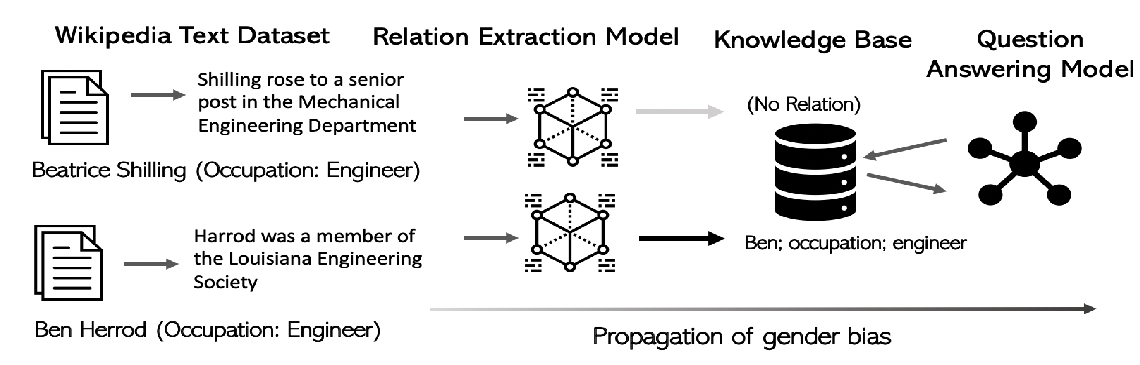 Wikipedia Text Dataset
Relation Extraction Model
Knowledge Base
Question
Answering Model
Shilling rose to a senior
post in the Mechanical
Engineering Department
(No Relation)
Beatrice Shilling (Occupation: Engineer)
Harrod was a member of
the Louisiana Engineering
Society
Ben; occupation; engineer
Ben Herrod (Occupation: Engineer)
Propagation of gender bias